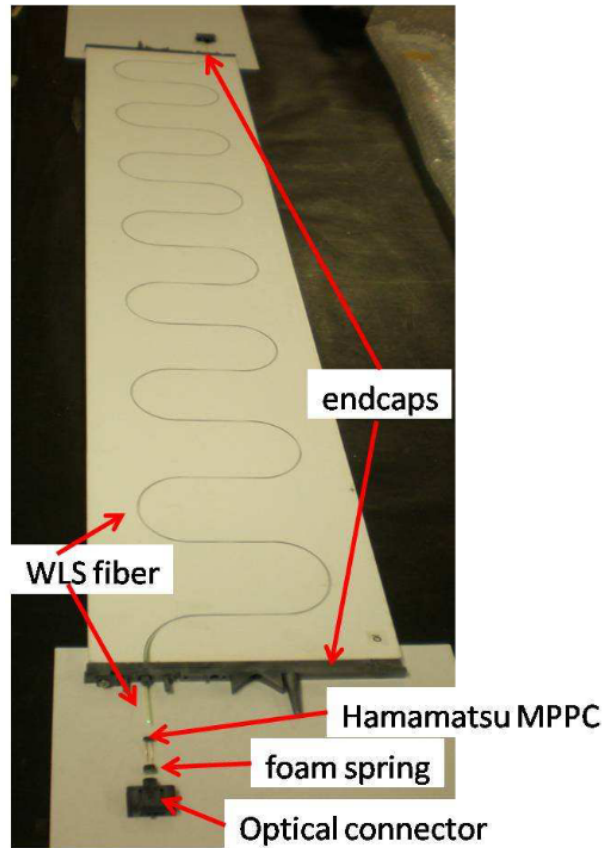 endcaps
WLS fiber
Hamamatsu MPPC
foam spring
Optical connector